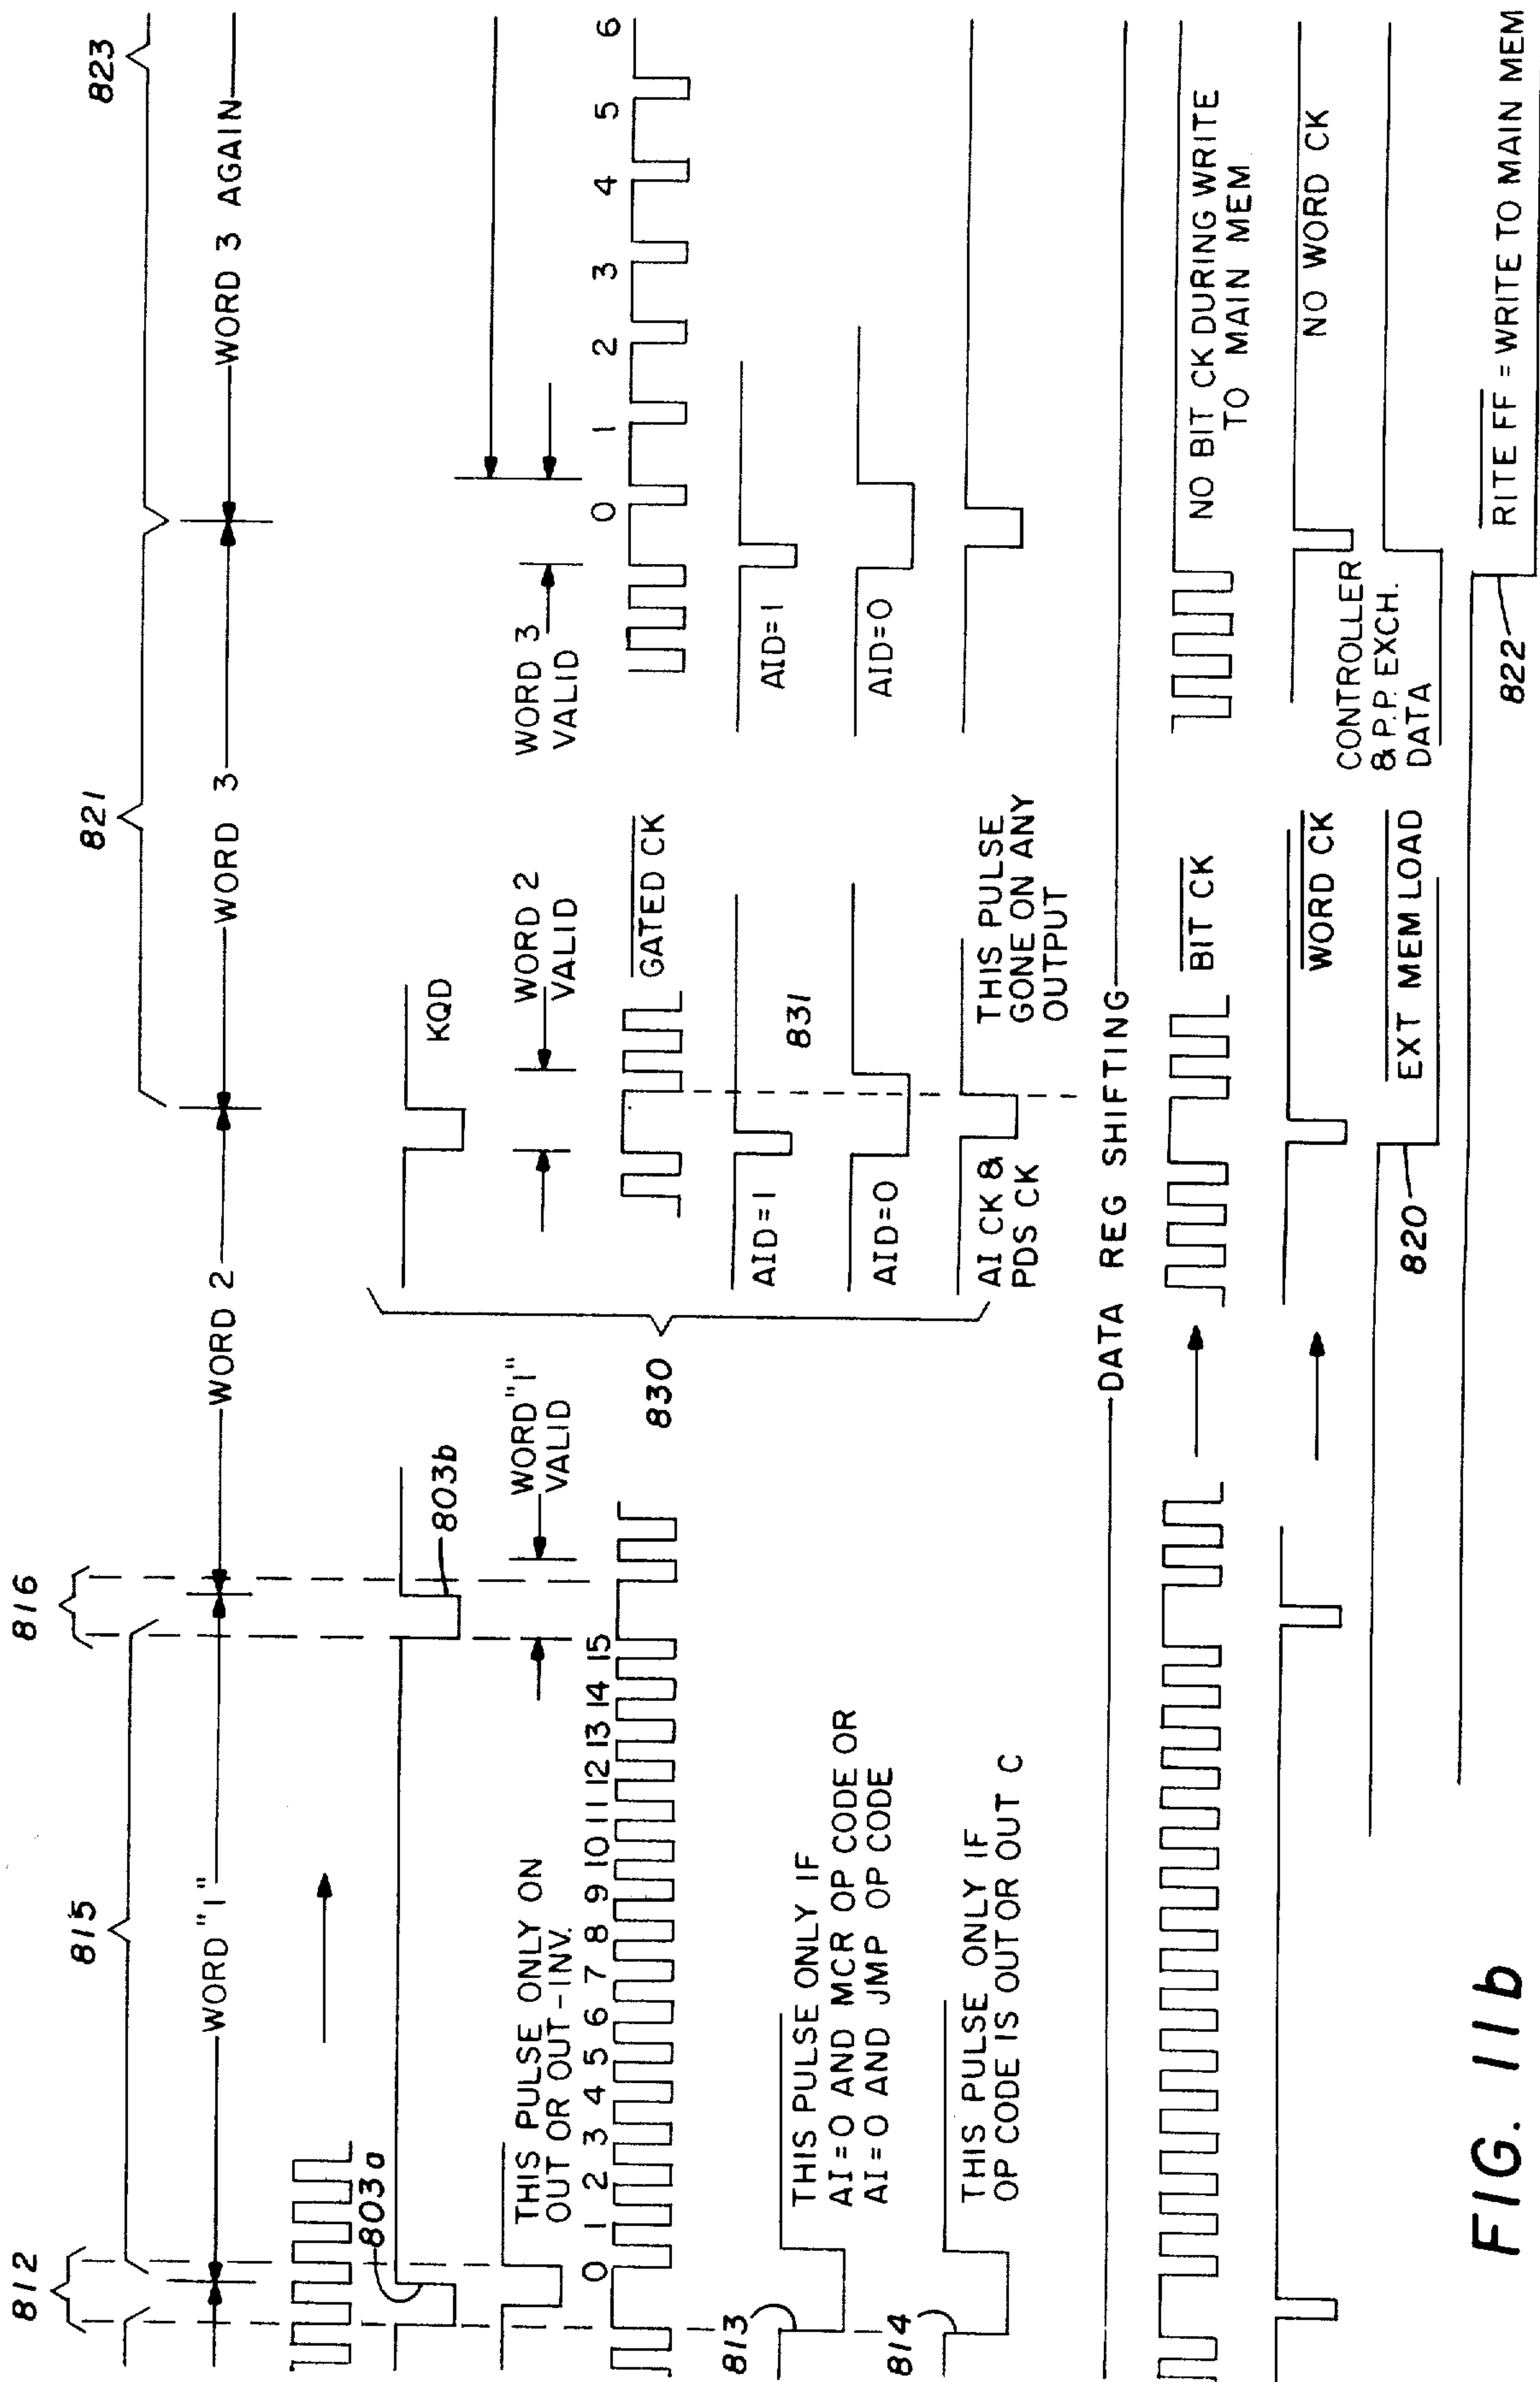 812
815
816
821
823
WORD "1"
WORD 2
WORD 3
WORD 3 AGAIN
803a
803b
KQD
THIS PULSE ONLY ON
OUT OR OUT-INV.
WORD "1"
VALID
WORD 2
VALID
WORD 3
VALID
0 1 2 3 4 5 6 7 8 9 10 11 12 13 14 15
GATED CK
0 1 2 3 4 5 6
830
813
THIS PULSE ONLY IF
AI=0 AND MCR OP CODE OR
AI=0 AND JMP OP CODE
AID=1
831
AID=1
AID=0
AID=0
814
THIS PULSE ONLY IF
OP CODE IS OUT OR OUT C
AI CK &
PDS CK
THIS PULSE
GONE ON ANY
OUTPUT
DATA REG SHIFTING
BIT CK
NO BIT CK DURING WRITE
TO MAIN MEM
WORD CK
NO WORD CK
820
EXT MEM LOAD
CONTROLLER
& P.P. EXCH.
DATA
822
RITE FF = WRITE TO MAIN MEM
FIG. 11b